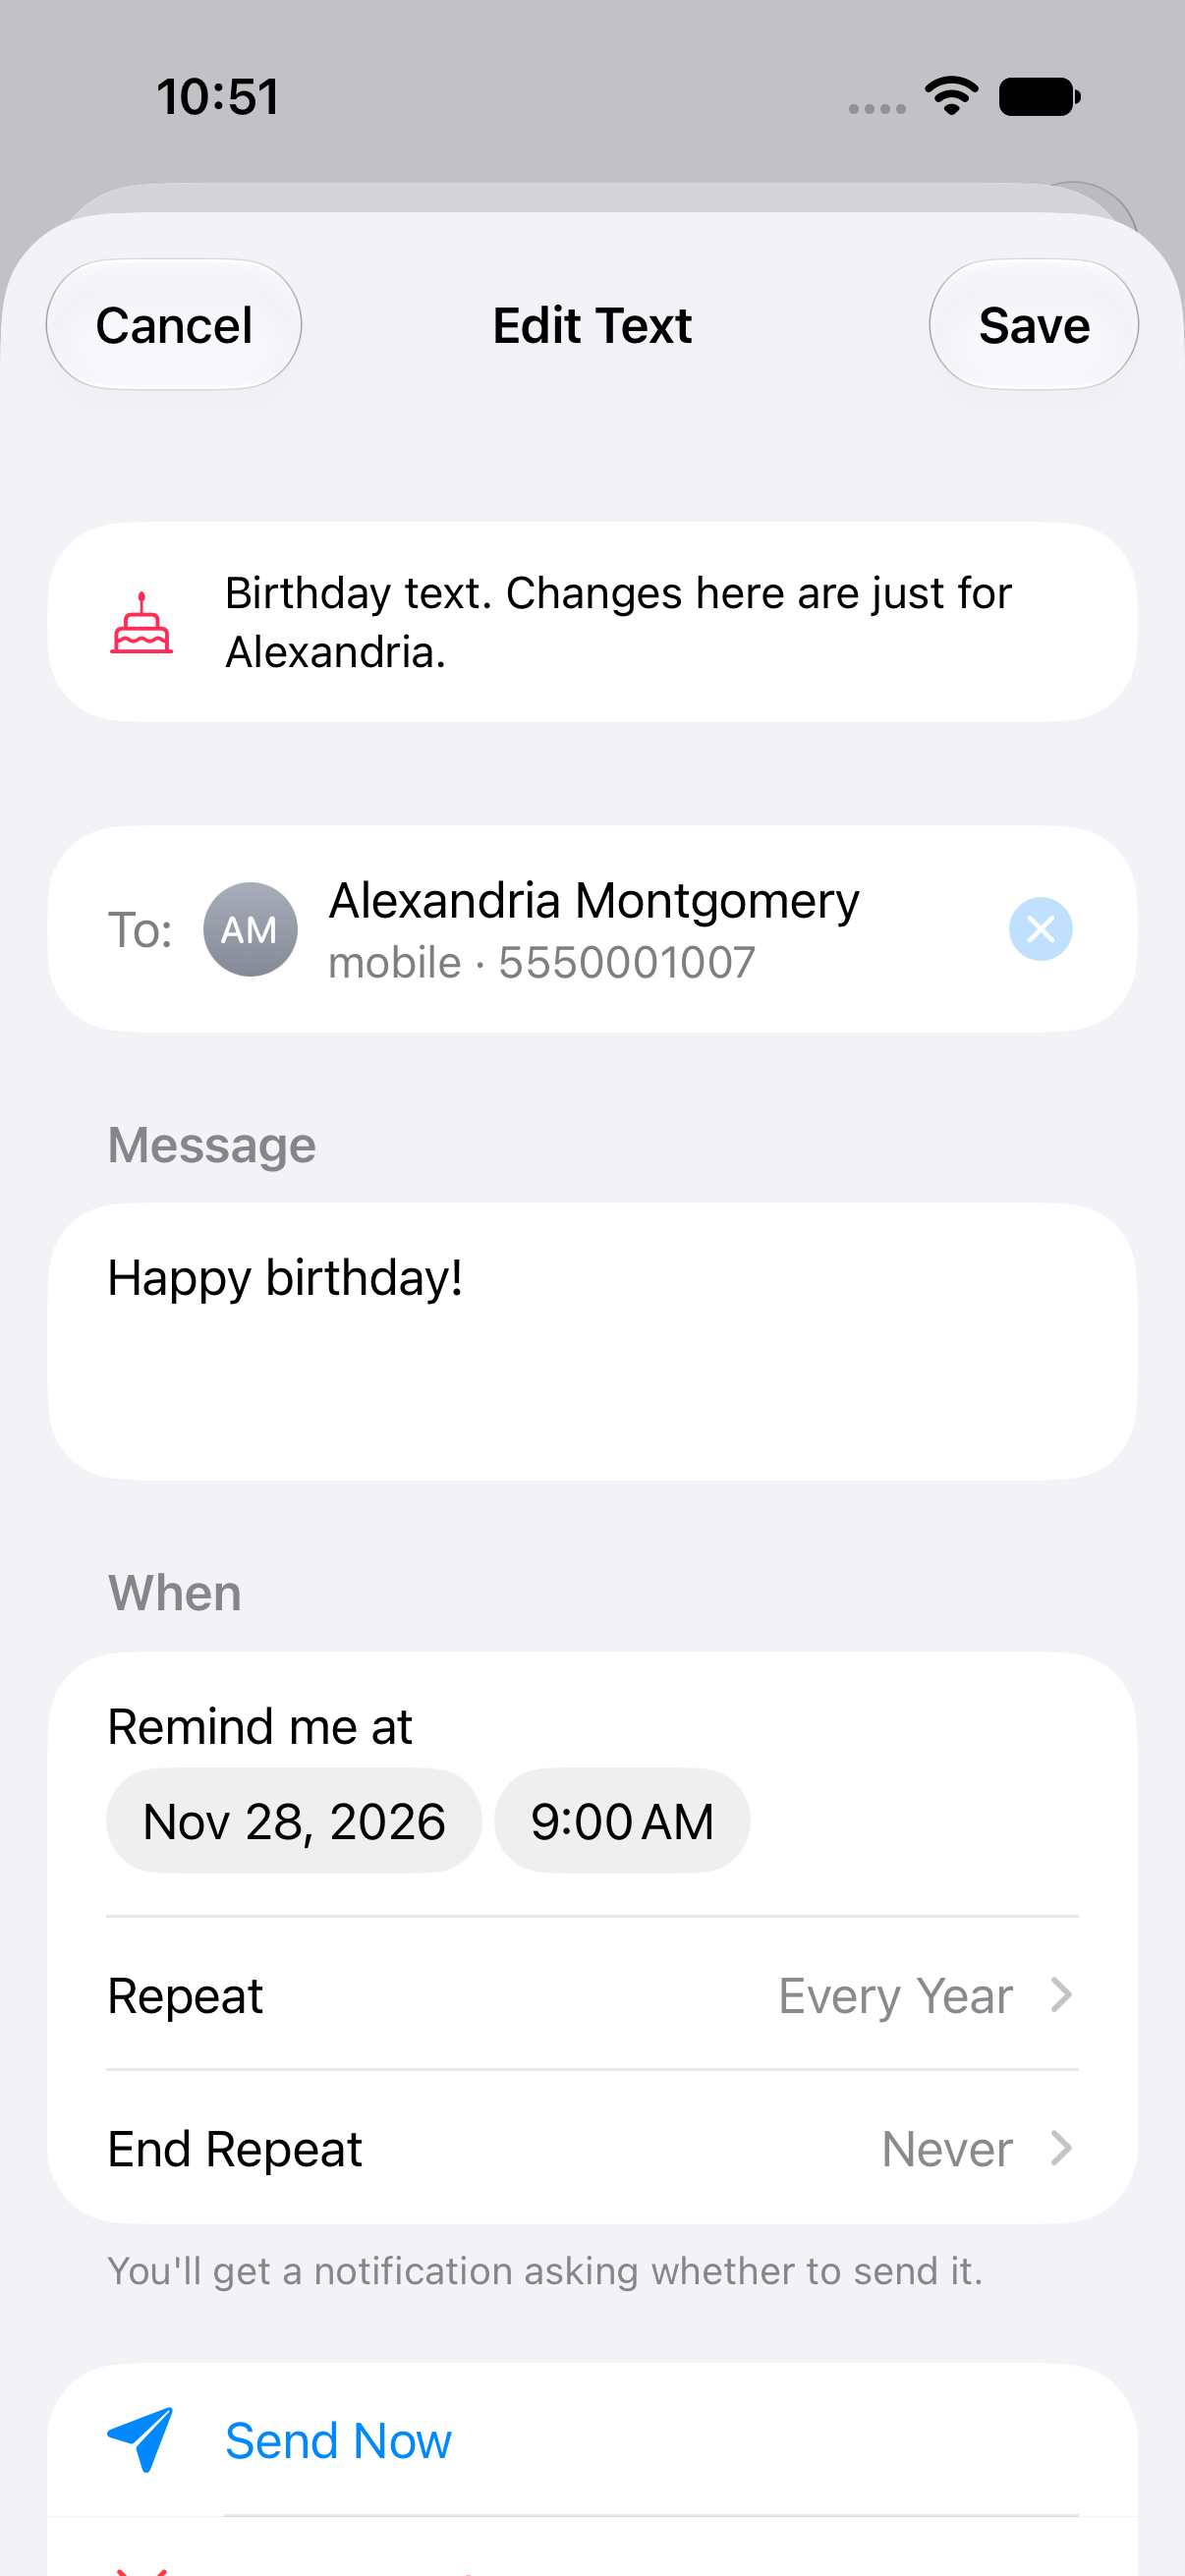 10:51
Cancel
Edit Text
Save
Birthday text. Changes here are just for
Alexandria.
To:
AM
Alexandria Montgomery
mobile · 5550001007
Message
Happy birthday!
When
Remind me at
Nov 28, 2026
9:00 AM
Repeat
Every Year
End Repeat
Never
You'll get a notification asking whether to send it.
Send Now